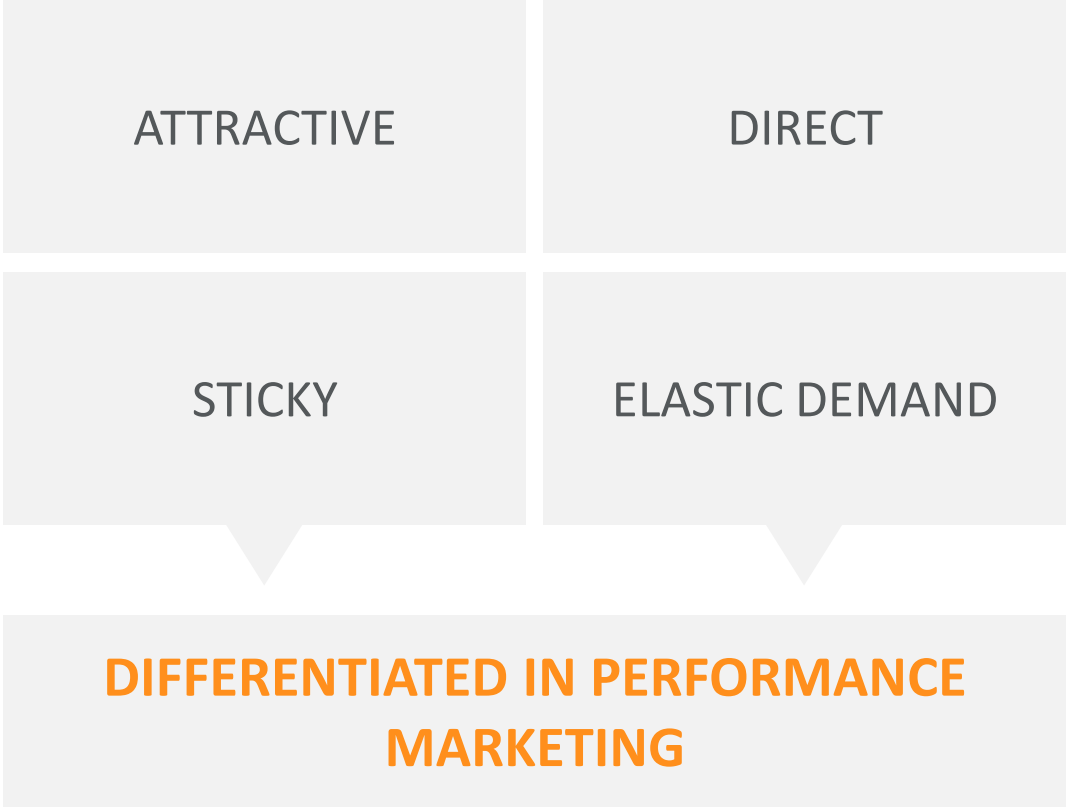 ATTRACTIVE
DIRECT
STICKY
ELASTIC DEMAND
DIFFERENTIATED IN PERFORMANCE
MARKETING